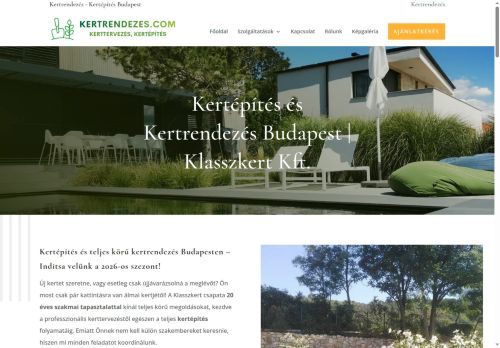 Kertrendezés - Kertépítés Budapest
Kertrendezés
KERTRENDEZES.COM
KERTTERVEZÉS, KERTÉPÍTÉS
Főoldal
Szolgáltatások
Kapcsolat
Rólunk
Képgaléria
AJÁNLATKÉRÉS
Kertépítés és
Kertrendezés Budapest |
Klasszkert Kft.
Kertépítés és teljes körű kertrendezés Budapesten –
Indítsa velünk a 2026-os szezont!
Új kertet szeretne, vagy esetleg csak újjávarázsolná a meglévőt? Ön
most csak pár kattintásra van álmai kertjétől! A Klasszkert csapata 20
éves szakmai tapasztalattal kínál teljes körű megoldásokat, kezdve
a professzionális kerttervezéstől egészen a teljes kertépítés
folyamatáig. Emiatt Önnek nem kell külön szakembereket keresnie,
hiszen mi minden feladatot koordinálunk.